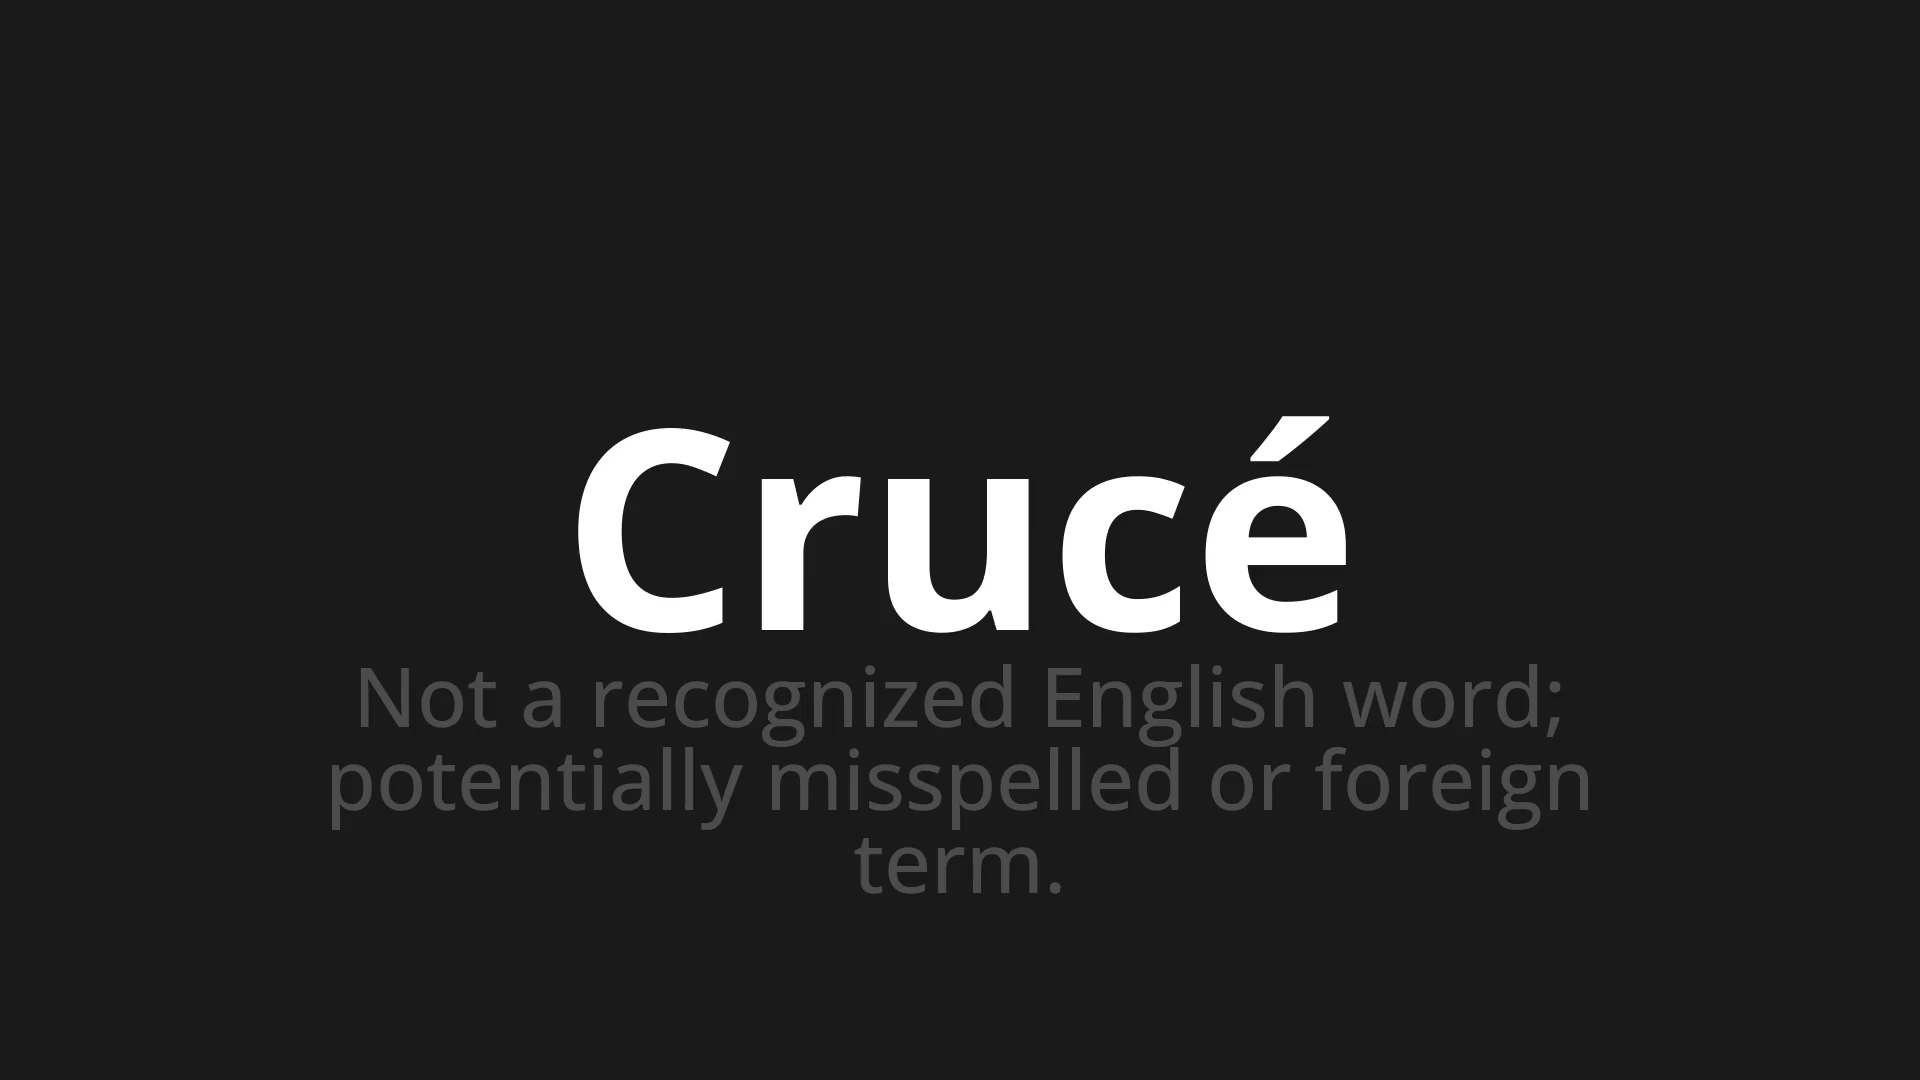 Crucé
Not a recognized English word;
potentially misspelled or foreign
term.